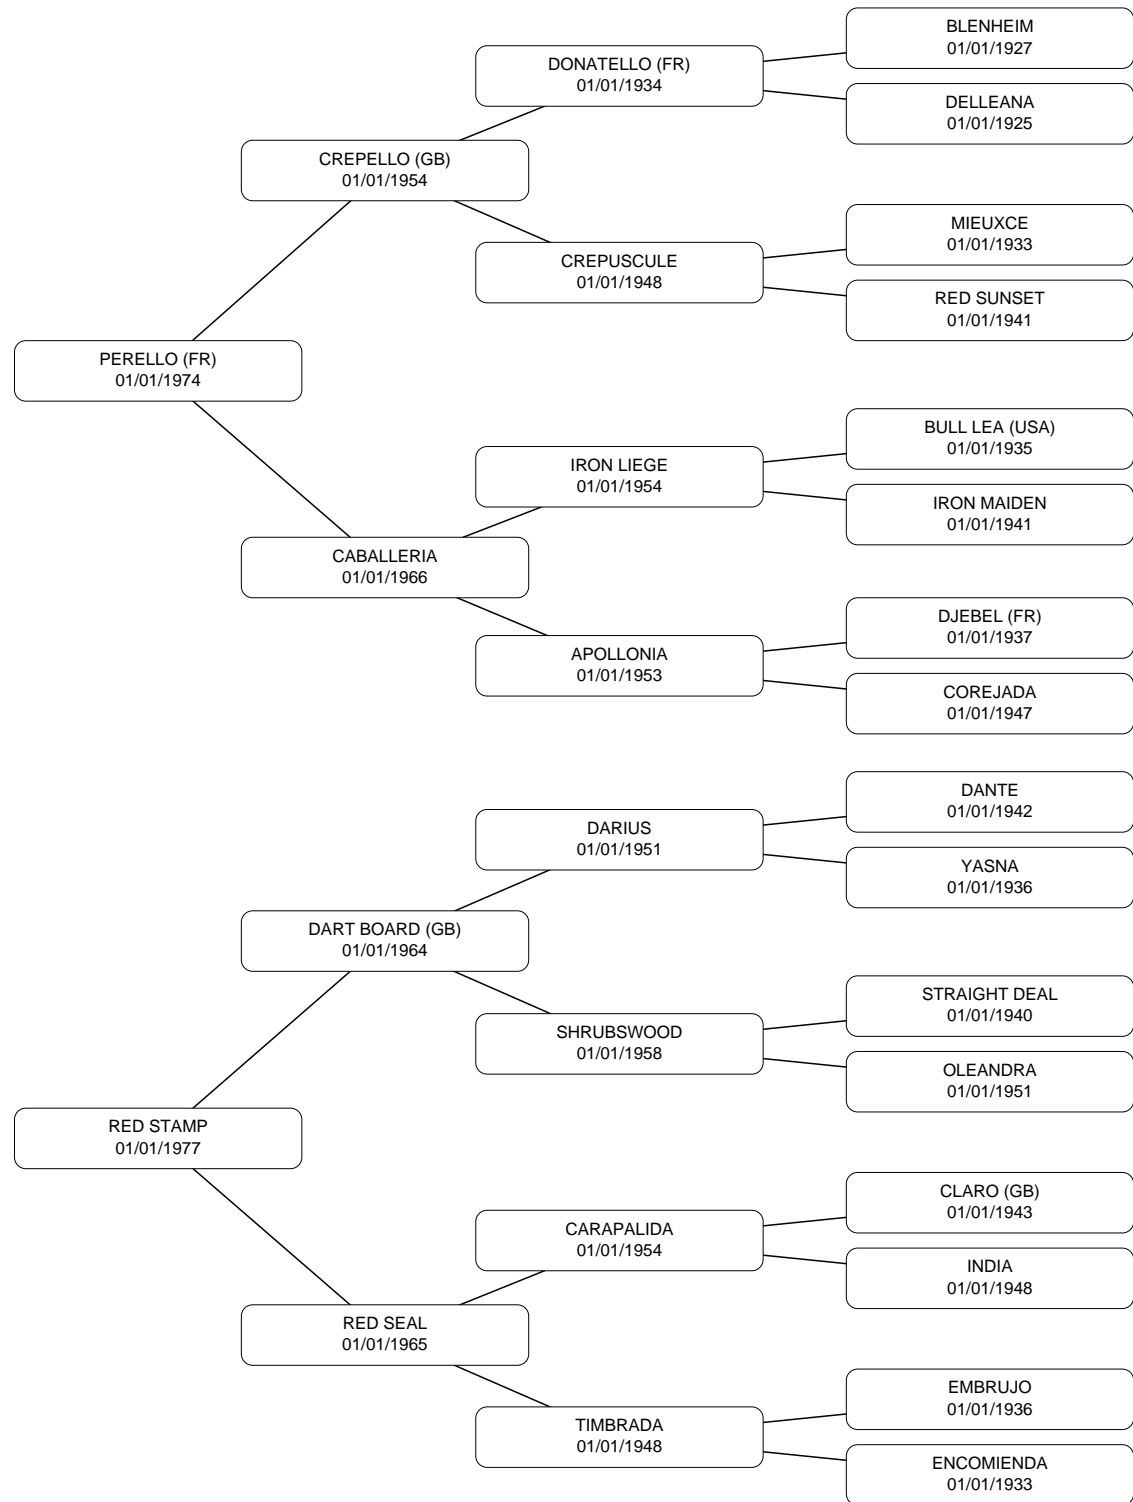 BLENHEIM
01/01/1927
DONATELLO (FR)
01/01/1934
DELLEANA
01/01/1925
CREPELLO (GB)
01/01/1954
MIEUXCE
01/01/1933
CREPUSCULE
01/01/1948
RED SUNSET
01/01/1941
PERELLO (FR)
01/01/1974
BULL LEA (USA)
01/01/1935
IRON LIEGE
01/01/1954
IRON MAIDEN
01/01/1941
CABALLERIA
01/01/1966
DJEBEL (FR)
01/01/1937
APOLLONIA
01/01/1953
COREJADA
01/01/1947
DANTE
01/01/1942
DARIUS
01/01/1951
YASNA
01/01/1936
DART BOARD (GB)
01/01/1964
STRAIGHT DEAL
01/01/1940
SHRUBSWOOD
01/01/1958
OLEANDRA
01/01/1951
RED STAMP
01/01/1977
CLARO (GB)
01/01/1943
CARAPALIDA
01/01/1954
INDIA
01/01/1948
RED SEAL
01/01/1965
EMBRUJO
01/01/1936
TIMBRADA
01/01/1948
ENCOMIENDA
01/01/1933